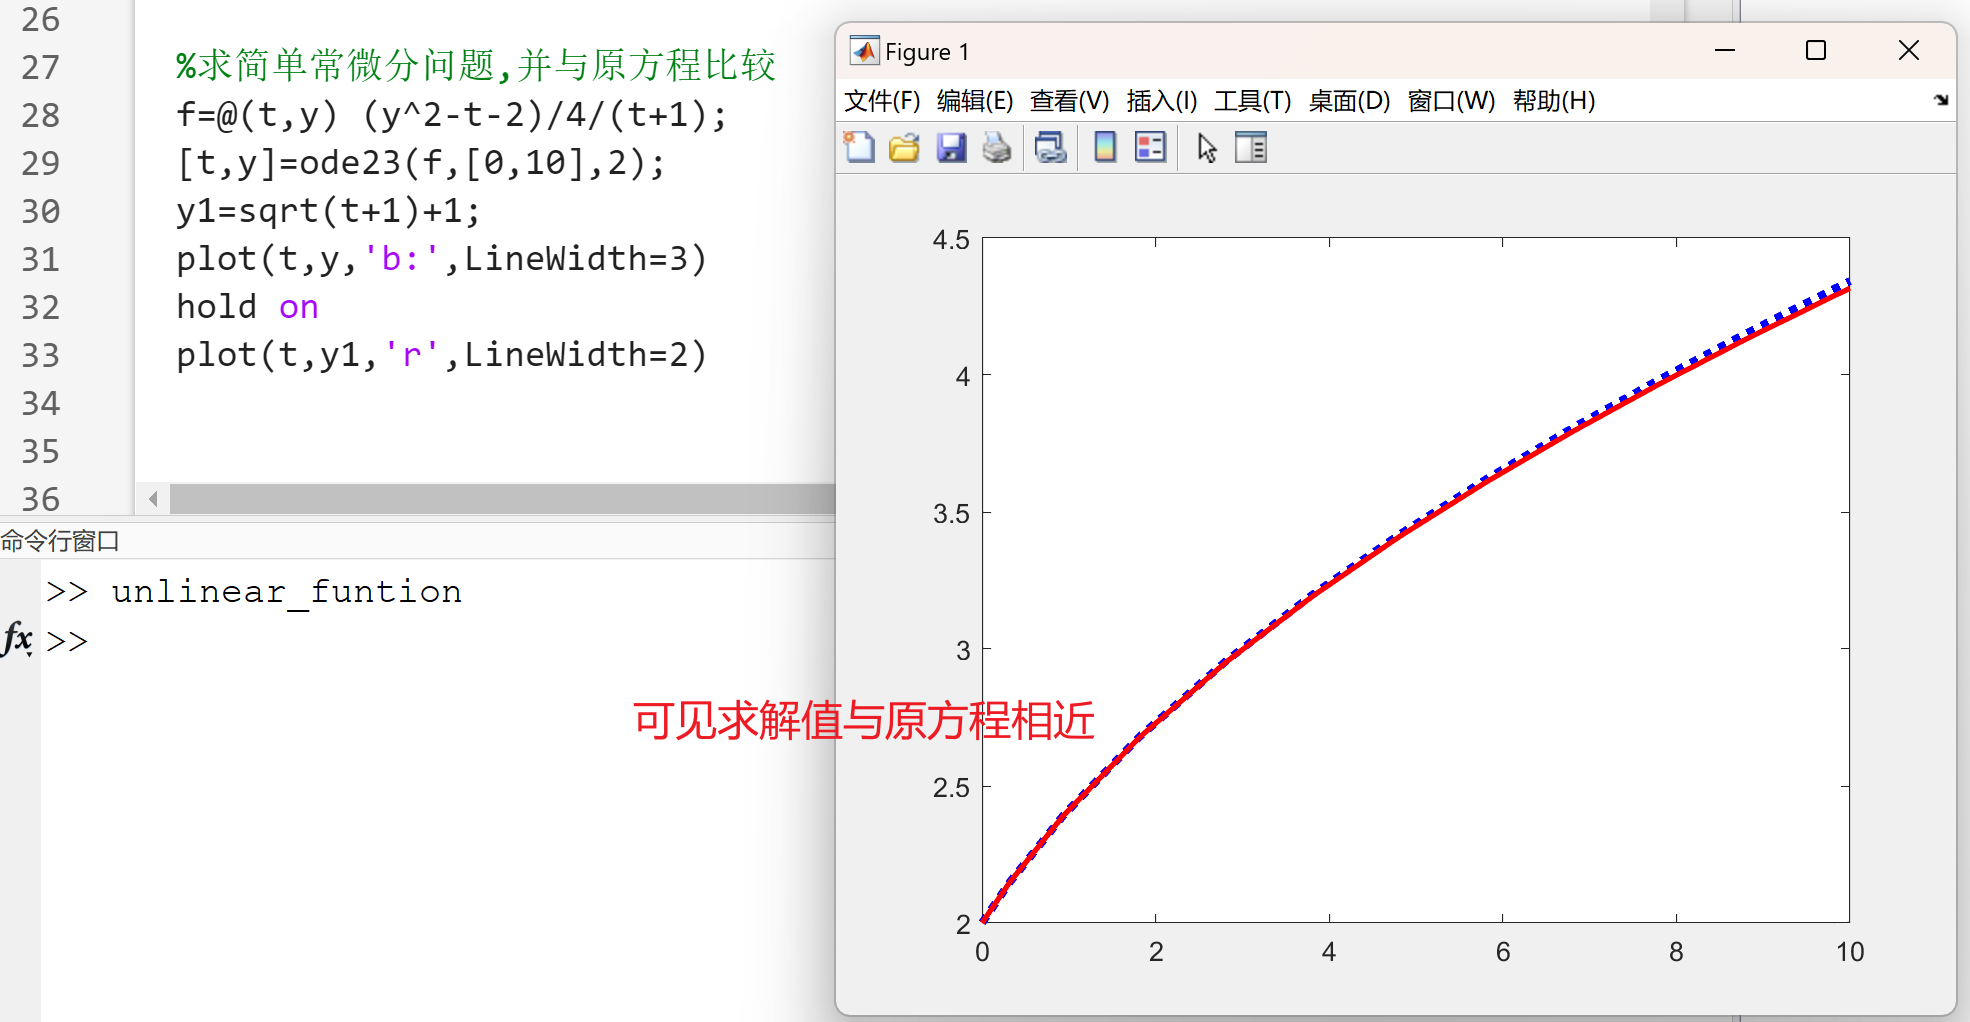 26
27 %求简单常微分问题,并与原方程比较
28 f=@(t,y) (y^2-t-2)/4/(t+1);
29 [t,y]=ode23(f,[0,10],2);
30 y1=sqrt(t+1)+1;
31 plot(t,y,'b:',LineWidth=3)
32 hold on
33 plot(t,y1,'r',LineWidth=2)
34
35
36
命令行窗口
>> unlinear_funtion
fx >>
可见求解值与原方程相近
Figure 1
文件(F) 编辑(E) 查看(V) 插入(I) 工具(T) 桌面(D) 窗口(W) 帮助(H)
4.5
4
3.5
3
2.5
2
0 2 4 6 8 10